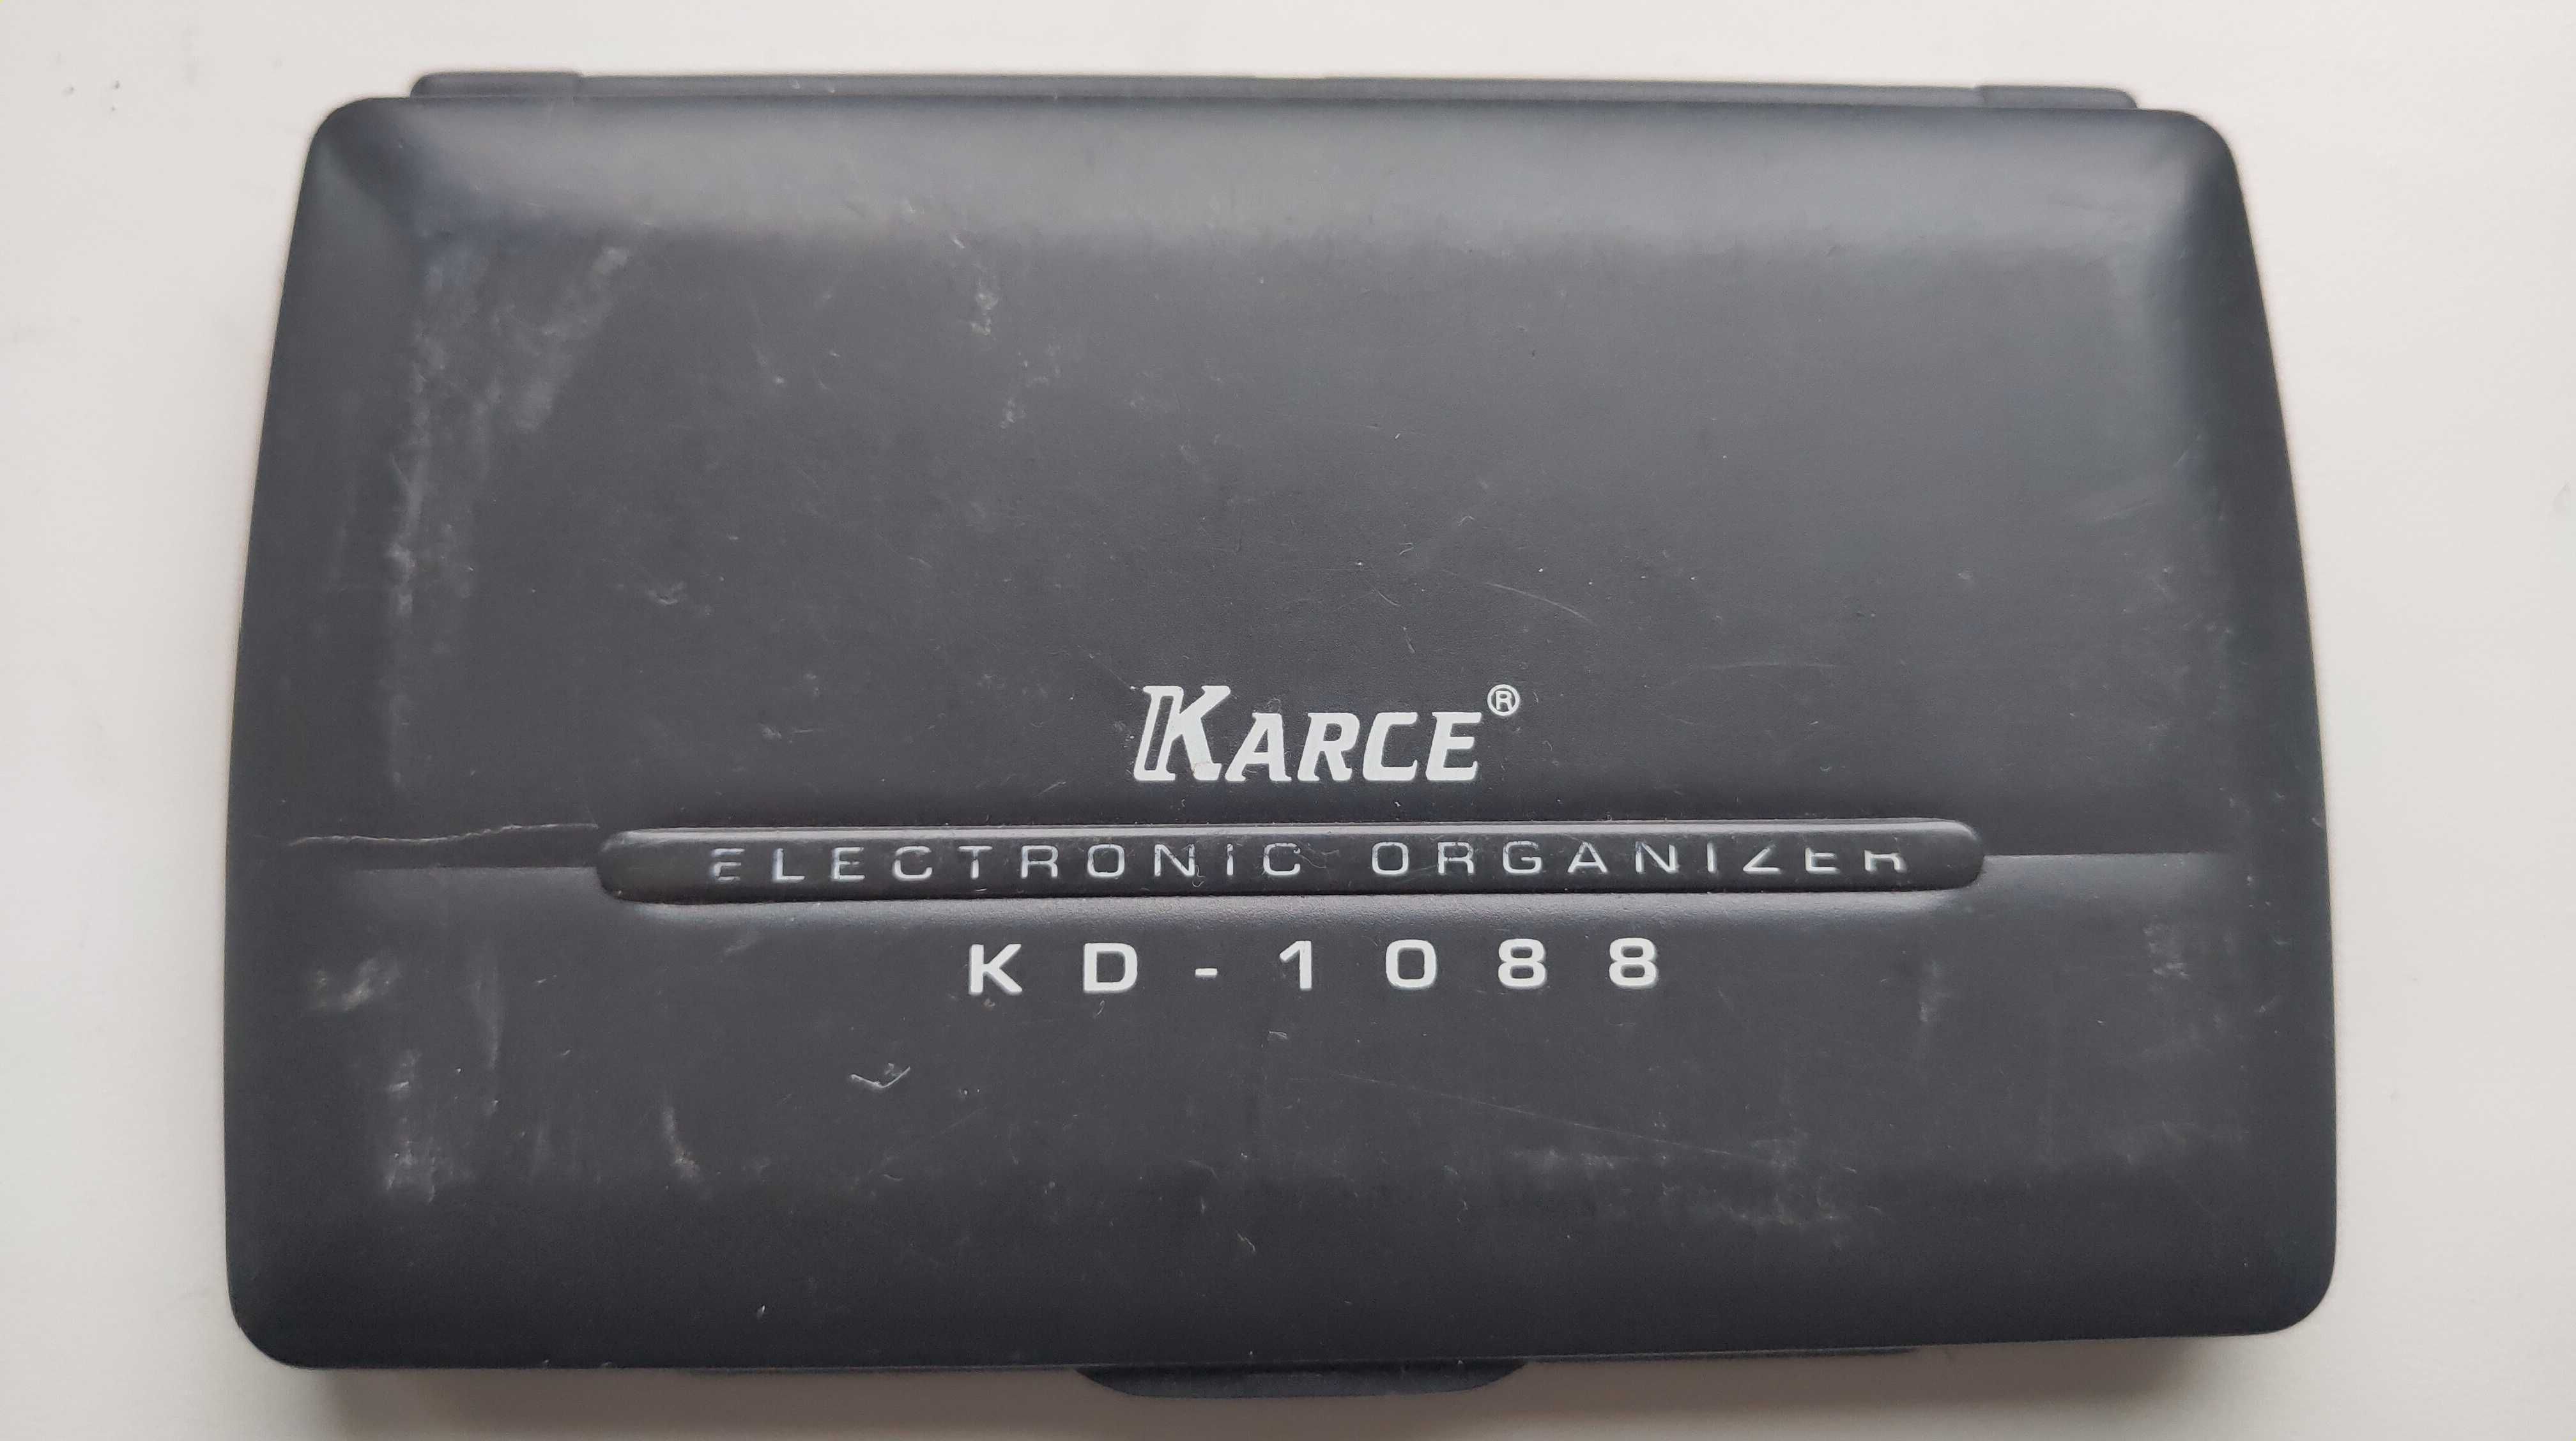 KARCE®
ELECTRONIC ORGANIZER
KD-1088